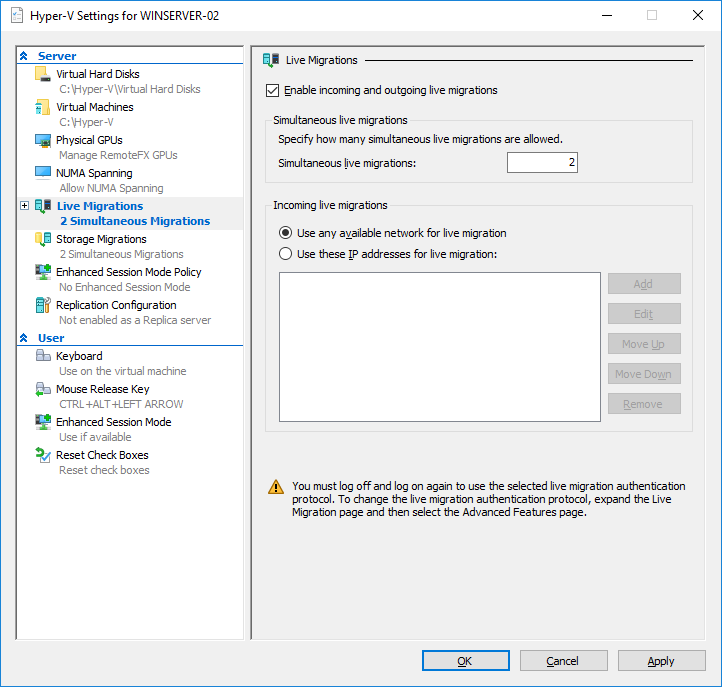 Hyper-V Settings for WINSERVER-02
Server
Virtual Hard Disks
C:\Hyper-V\Virtual Hard Disks
Virtual Machines
C:\Hyper-V
Physical GPUs
Manage RemoteFX GPUs
NUMA Spanning
Allow NUMA Spanning
Live Migrations
2 Simultaneous Migrations
Storage Migrations
2 Simultaneous Migrations
Enhanced Session Mode Policy
No Enhanced Session Mode
Replication Configuration
Not enabled as a Replica server
User
Keyboard
Use on the virtual machine
Mouse Release Key
CTRL+ALT+LEFT ARROW
Enhanced Session Mode
Use if available
Reset Check Boxes
Reset check boxes
Live Migrations
Enable incoming and outgoing live migrations
Simultaneous live migrations
Specify how many simultaneous live migrations are allowed.
Simultaneous live migrations: 2
Incoming live migrations
Use any available network for live migration
Use these IP addresses for live migration:
Add
Edit
Move Up
Move Down
Remove
You must log off and log on again to use the selected live migration authentication
protocol. To change the live migration authentication protocol, expand the Live
Migration page and then select the Advanced Features page.
OK
Cancel
Apply